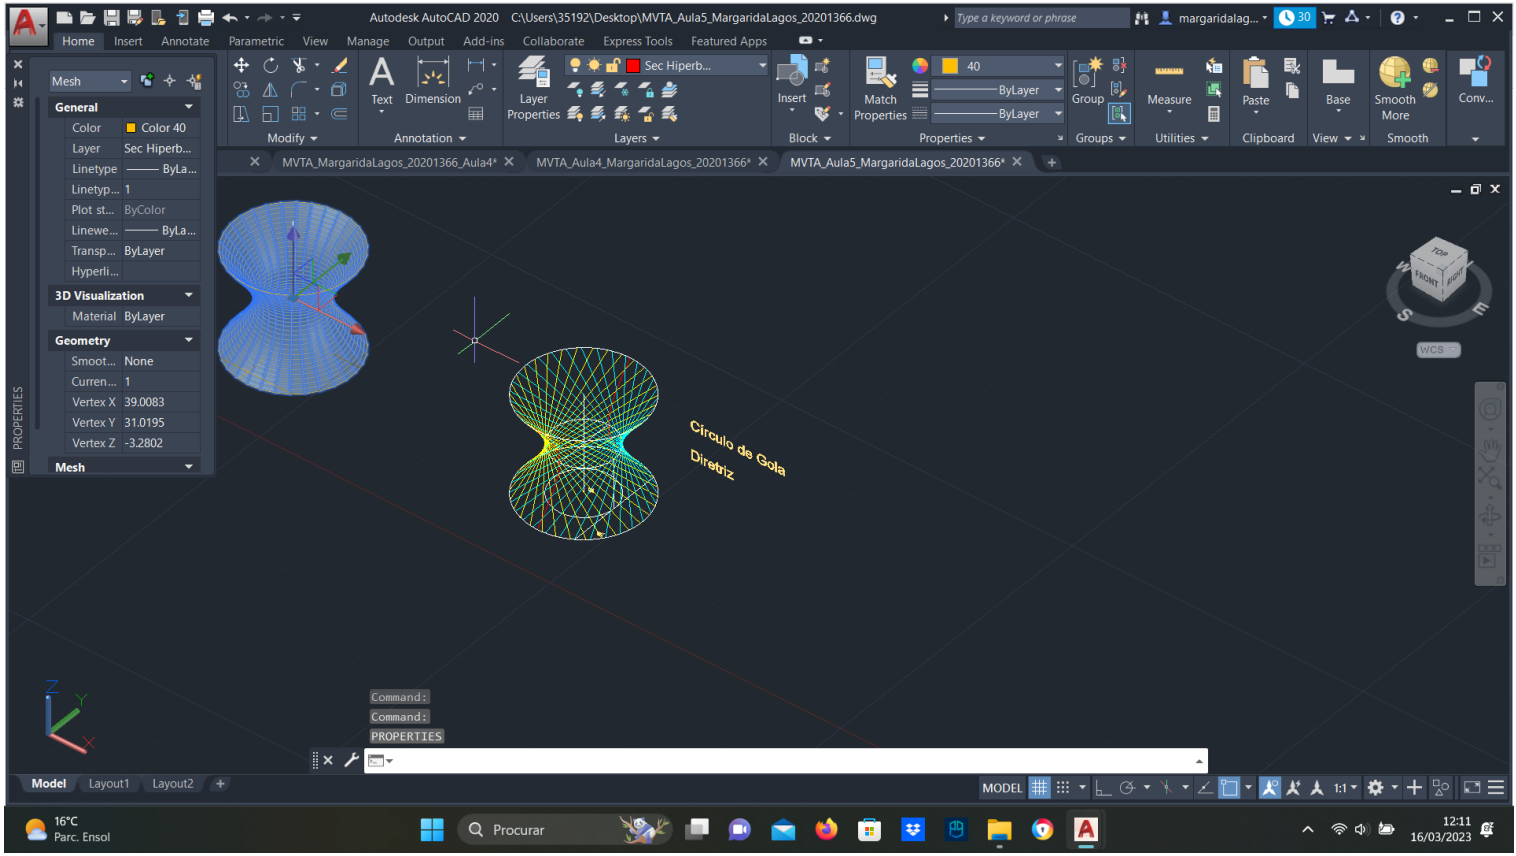 Autodesk AutoCAD 2020 C:\Users\35192\Desktop\MVTA_Aula5_MargaridaLagos_20201366.dwg
Type a keyword or phrase
margaridalag...
30
Home Insert Annotate Parametric View Manage Output Add-ins Collaborate Express Tools Featured Apps
Sec Hiperb...
40
ByLayer
ByLayer
Text
Dimension
Layer
Properties
Insert
Match
Properties
Group
Measure
Paste
Base
Smooth
More
Conv...
Modify Annotation Layers Block Properties Groups Utilities Clipboard View Smooth
MVTA_MargaridaLagos_20201366_Aula4* MVTA_Aula4_MargaridaLagos_20201366* MVTA_Aula5_MargaridaLagos_20201366*
Mesh
General
Color Color 40
Layer Sec Hiperb...
Linetype ByLa...
Linetyp... 1
Plot st... ByColor
Linewe... ByLa...
Transp... ByLayer
Hyperli...
3D Visualization
Material ByLayer
Geometry
Smoot... None
Curren... 1
Vertex X 39.0083
Vertex Y 31.0195
Vertex Z -3.2802
Mesh
PROPERTIES
TOP
FRONT
RIGHT
W
S
E
WCS
Círculo de Gola
Diretriz
Z
Y
X
Command:
Command:
PROPERTIES
Model Layout1 Layout2
MODEL
1:1
16°C
Parc. Ensol
Procurar
12:11
16/03/2023